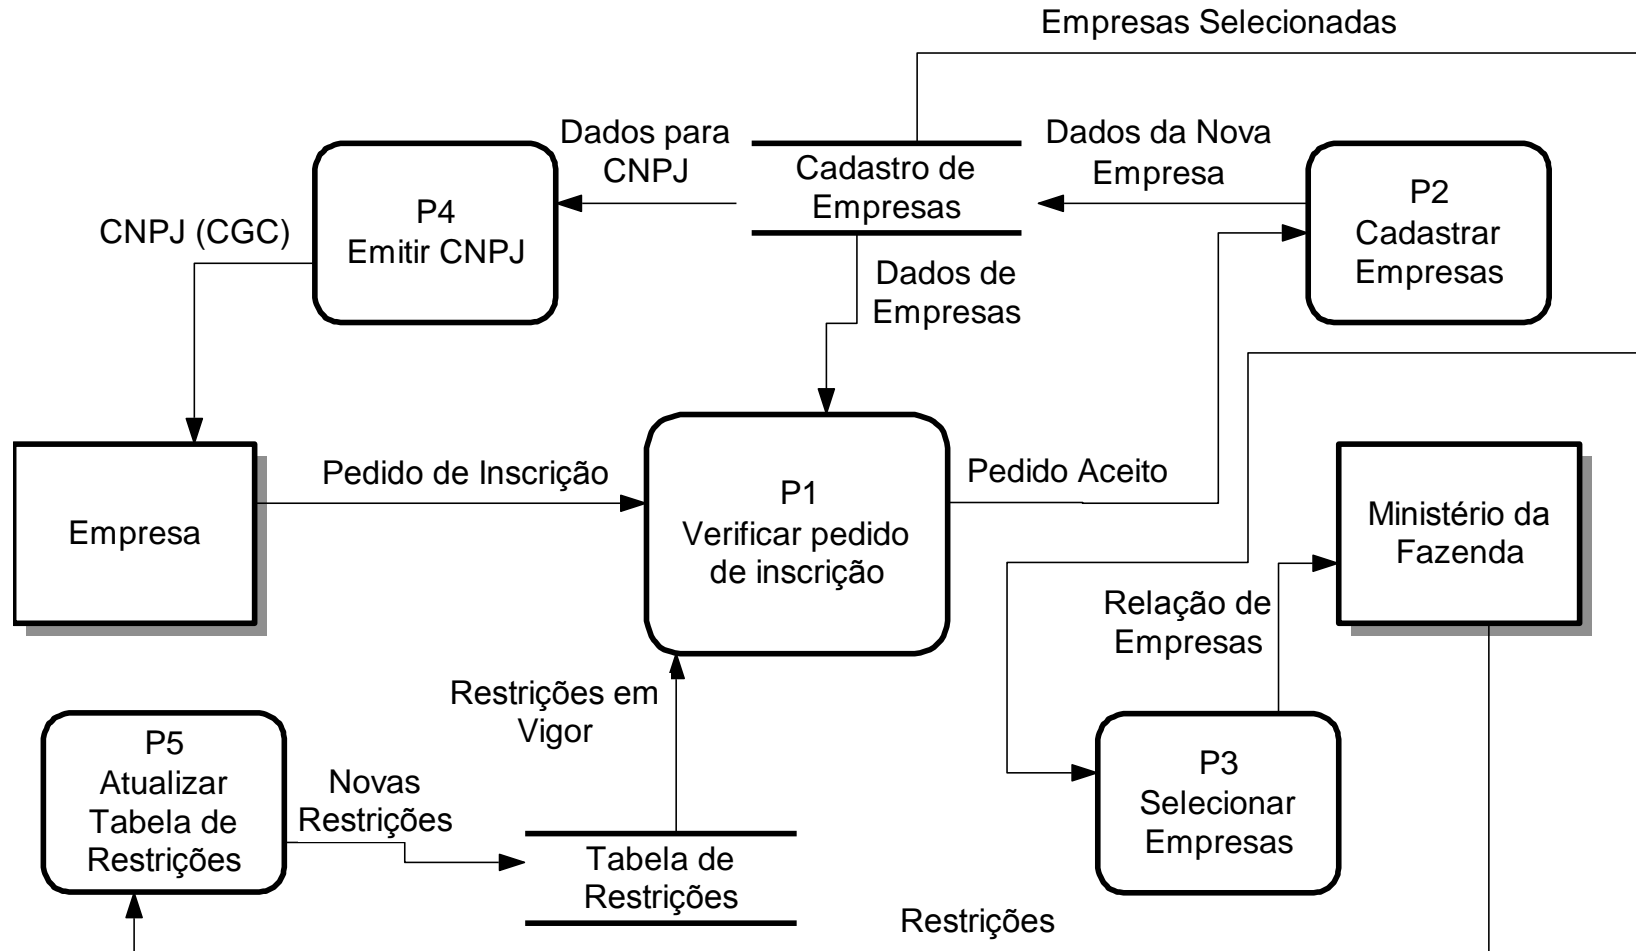 Empresas Selecionadas
Dados para
CNPJ
Cadastro de
Empresas
Dados da Nova
Empresa
P2
Cadastrar
Empresas
P4
Emitir CNPJ
CNPJ (CGC)
Dados de
Empresas
Empresa
Pedido de Inscrição
P1
Verificar pedido
de inscrição
Pedido Aceito
Ministério da
Fazenda
Relação de
Empresas
Restrições em
Vigor
P5
Atualizar
Tabela de
Restrições
Novas
Restrições
Tabela de
Restrições
P3
Selecionar
Empresas
Restrições